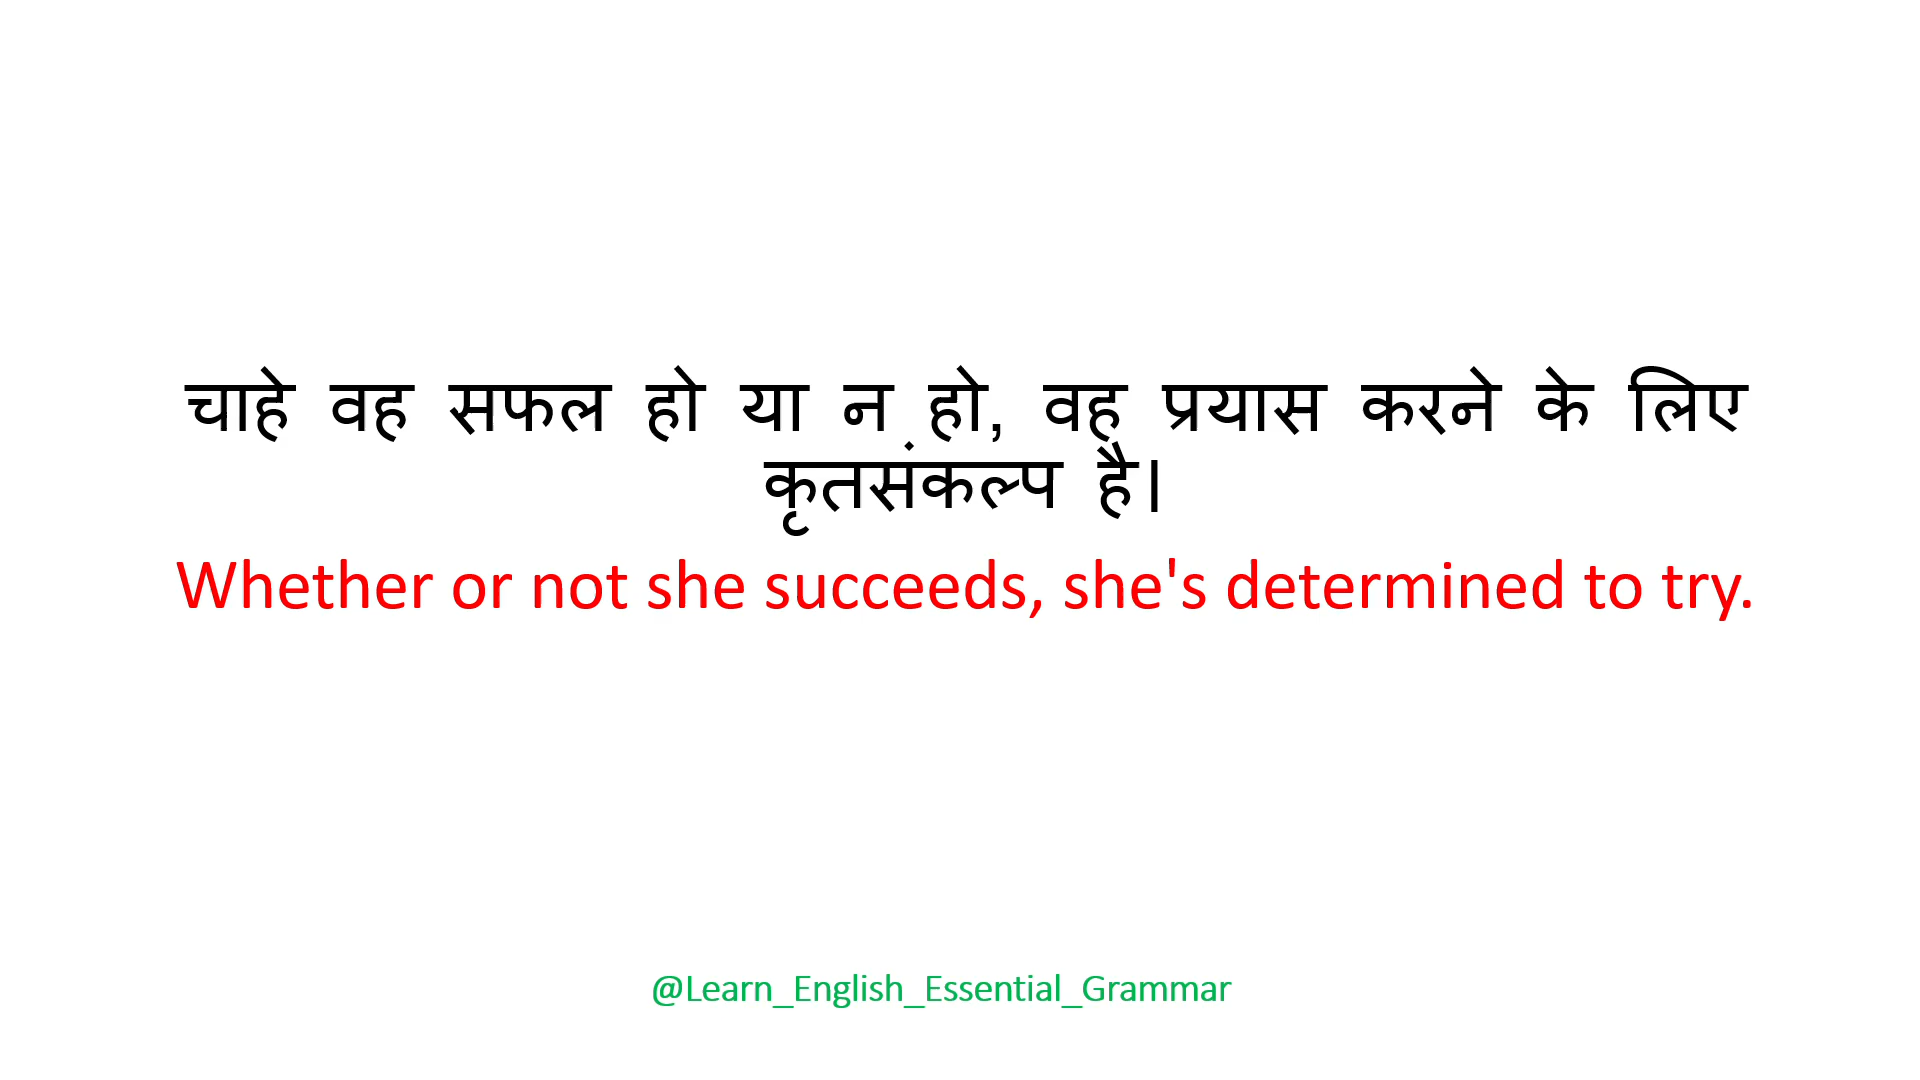 चाहे वह सफल हो या न हो, वह प्रयास करने के लिए
कृतसंकल्प है।
Whether or not she succeeds, she's determined to try.
@Learn_English_Essential_Grammar